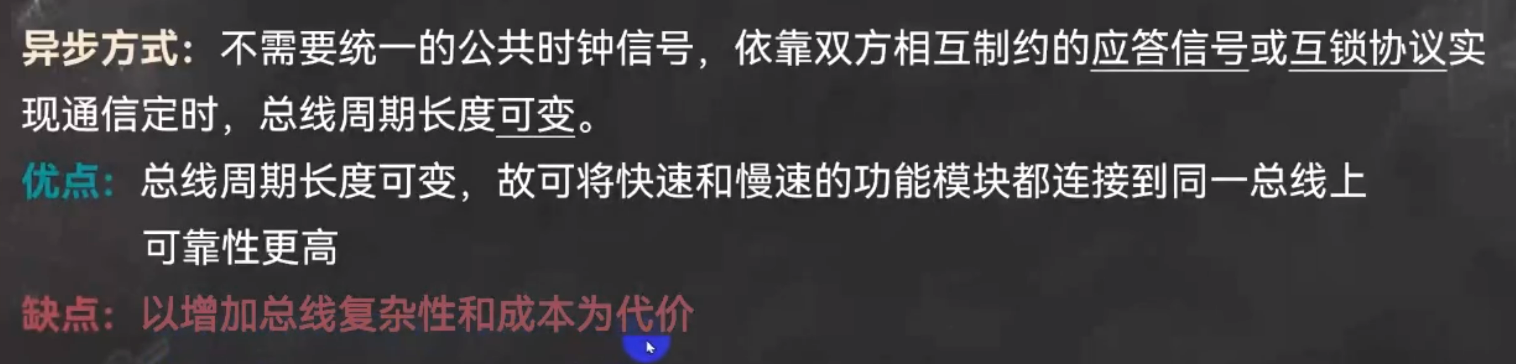 异步方式：不需要统一的公共时钟信号，依靠双方相互制约的应答信号或互锁协议实
现通信定时，总线周期长度可变。
优点：总线周期长度可变，故可将快速和慢速的功能模块都连接到同一总线上
可靠性更高
缺点：以增加总线复杂性和成本为代价